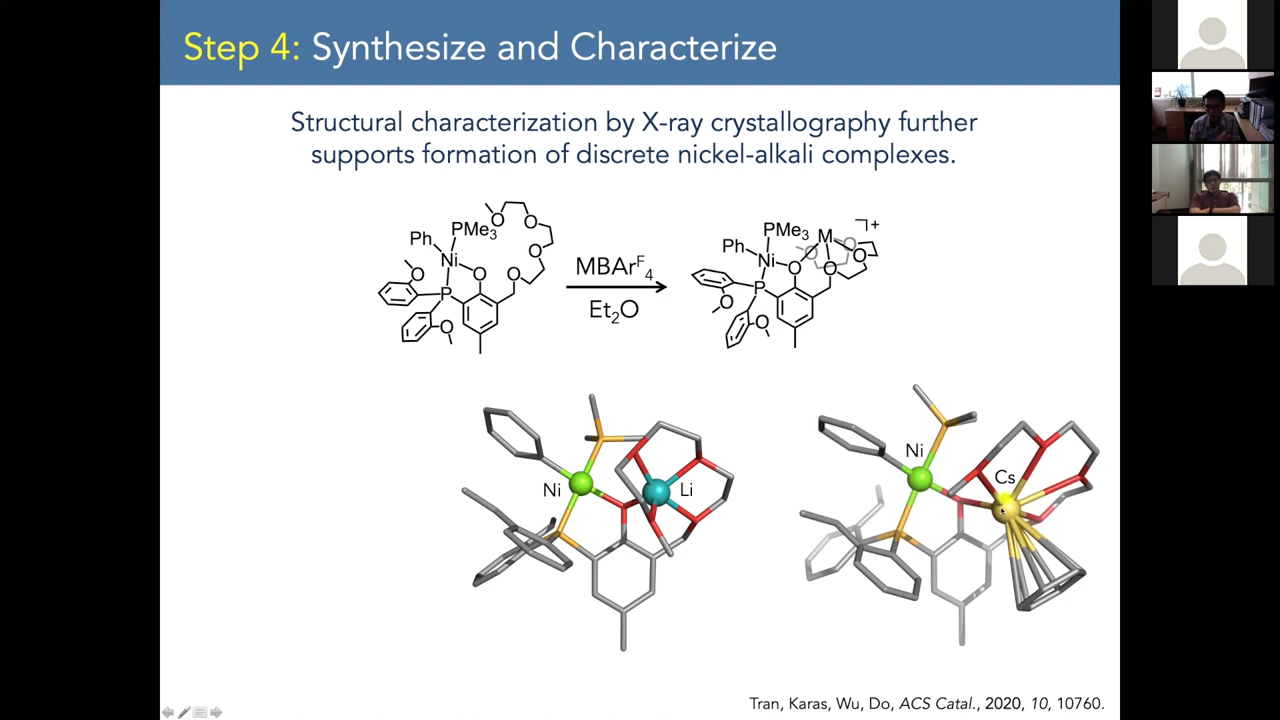 Step 4: Synthesize and Characterize
Structural characterization by X-ray crystallography further
supports formation of discrete nickel-alkali complexes.
PMe₃
Ph
Ni
O
O
O
O
O
P
O
O
MBArᶠ₄
Et₂O
PMe₃
M
⁠+
Ph
Ni
O
O
O
O
O
P
O
O
Ni
Li
Ni
Cs
Tran, Karas, Wu, Do, ACS Catal., 2020, 10, 10760.